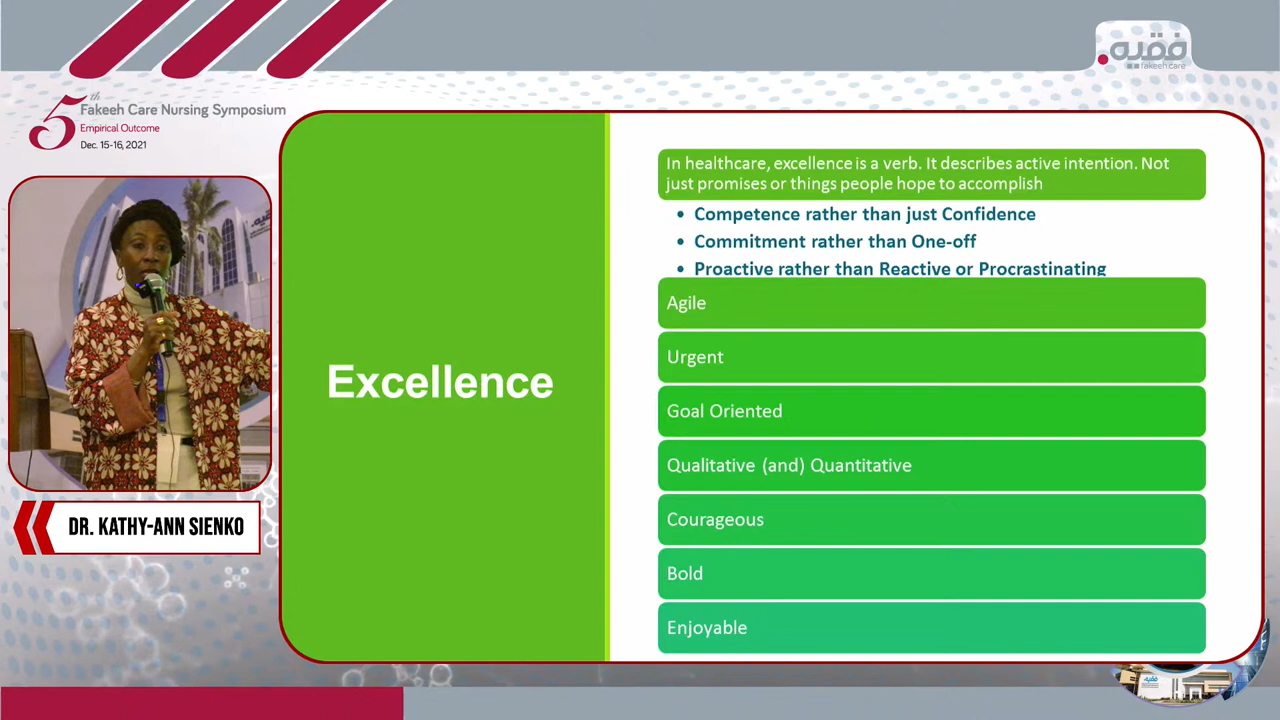 فقيه
fakeeh.care
5th
Fakeeh Care Nursing Symposium
Empirical Outcome
Dec. 15-16, 2021
DR. KATHY-ANN SIENKO
Excellence
In healthcare, excellence is a verb. It describes active intention. Not
just promises or things people hope to accomplish
• Competence rather than just Confidence
• Commitment rather than One-off
• Proactive rather than Reactive or Procrastinating
Agile
Urgent
Goal Oriented
Qualitative (and) Quantitative
Courageous
Bold
Enjoyable
فقيه